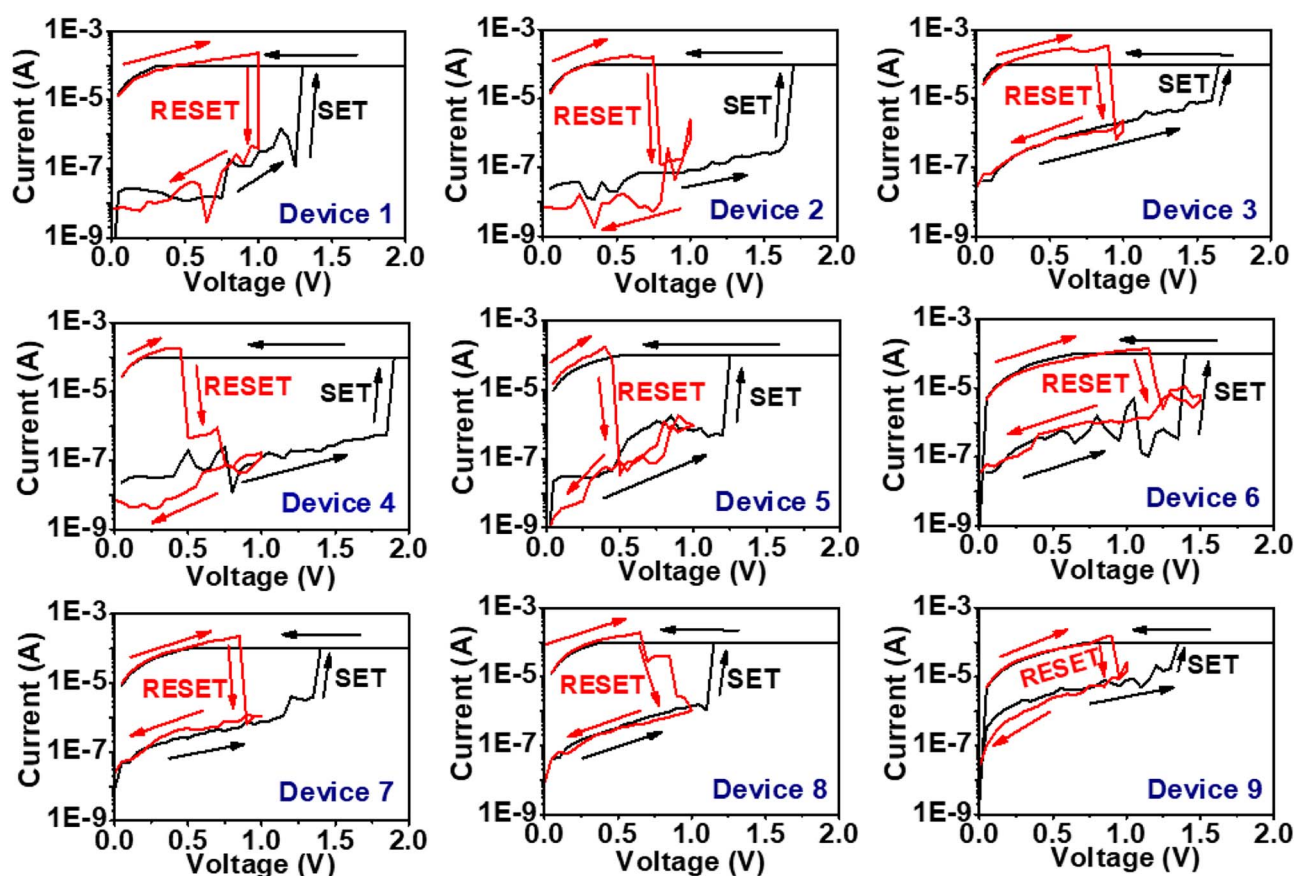 1E-3
1E-5
1E-7
1E-9
Current (A)
RESET
SET
Device 1
0.0 0.5 1.0 1.5 2.0
Voltage (V)
1E-3
1E-5
1E-7
1E-9
Current (A)
RESET
SET
Device 2
0.0 0.5 1.0 1.5 2.0
Voltage (V)
1E-3
1E-5
1E-7
1E-9
Current (A)
RESET
SET
Device 3
0.0 0.5 1.0 1.5 2.0
Voltage (V)
1E-3
1E-5
1E-7
1E-9
Current (A)
RESET
SET
Device 4
0.0 0.5 1.0 1.5 2.0
Voltage (V)
1E-3
1E-5
1E-7
1E-9
Current (A)
RESET
SET
Device 5
0.0 0.5 1.0 1.5 2.0
Voltage (V)
1E-3
1E-5
1E-7
1E-9
Current (A)
RESET
SET
Device 6
0.0 0.5 1.0 1.5 2.0
Voltage (V)
1E-3
1E-5
1E-7
1E-9
Current (A)
RESET
SET
Device 7
0.0 0.5 1.0 1.5 2.0
Voltage (V)
1E-3
1E-5
1E-7
1E-9
Current (A)
RESET
SET
Device 8
0.0 0.5 1.0 1.5 2.0
Voltage (V)
1E-3
1E-5
1E-7
1E-9
Current (A)
RESET
SET
Device 9
0.0 0.5 1.0 1.5 2.0
Voltage (V)